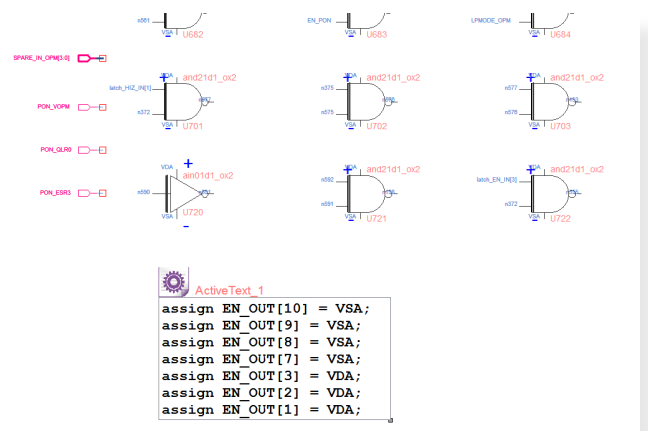 n581
EN_PON
LPMODE_OPM
VSA U682
VSA U683
VSA U684
SPARE_IN_OPM[3:0]
VDA and21d1_ox2
VDA and21d1_ox2
VDA and21d1_ox2
latch_HIZ_IN[1]
n375
n577
PON_VOPM
n372
n575
n576
VSA U701
VSA U702
VSA U703
PON_QLR0
VDA
ain01d1_ox2
and21d1_ox2
and21d1_ox2
n592
latch_EN_IN[3]
PON_ESR3
n590
n591
n372
VSA U720
VSA U721
VSA U722
ActiveText_1
assign EN_OUT[10] = VSA;
assign EN_OUT[9] = VSA;
assign EN_OUT[8] = VSA;
assign EN_OUT[7] = VSA;
assign EN_OUT[3] = VDA;
assign EN_OUT[2] = VDA;
assign EN_OUT[1] = VDA;